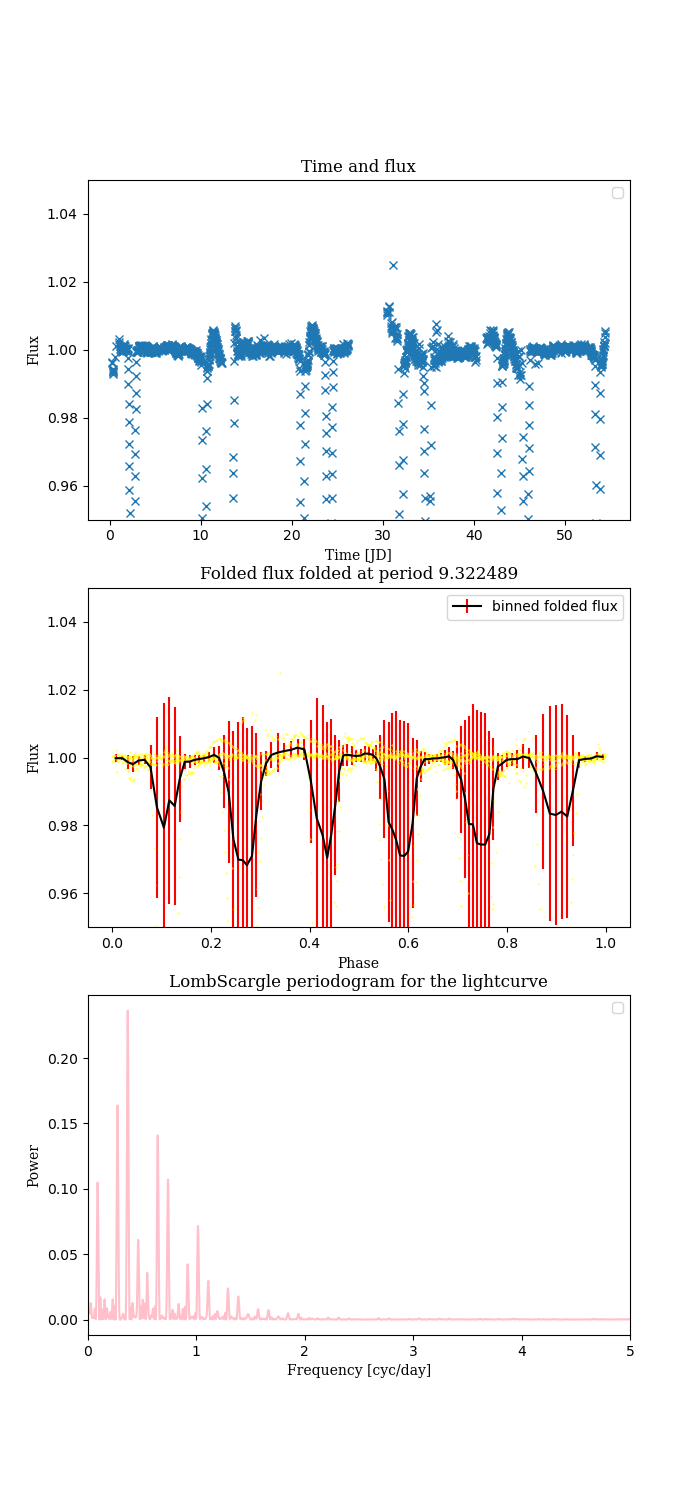 Time and flux
1.04
1.02
1.00
0.98
0.96
Flux
0 10 20 30 40 50
Time [JD]
Folded flux folded at period 9.322489
binned folded flux
1.04
1.02
1.00
0.98
0.96
Flux
0.0 0.2 0.4 0.6 0.8 1.0
Phase
LombScargle periodogram for the lightcurve
0.20
0.15
0.10
0.05
0.00
Power
0 1 2 3 4 5
Frequency [cyc/day]